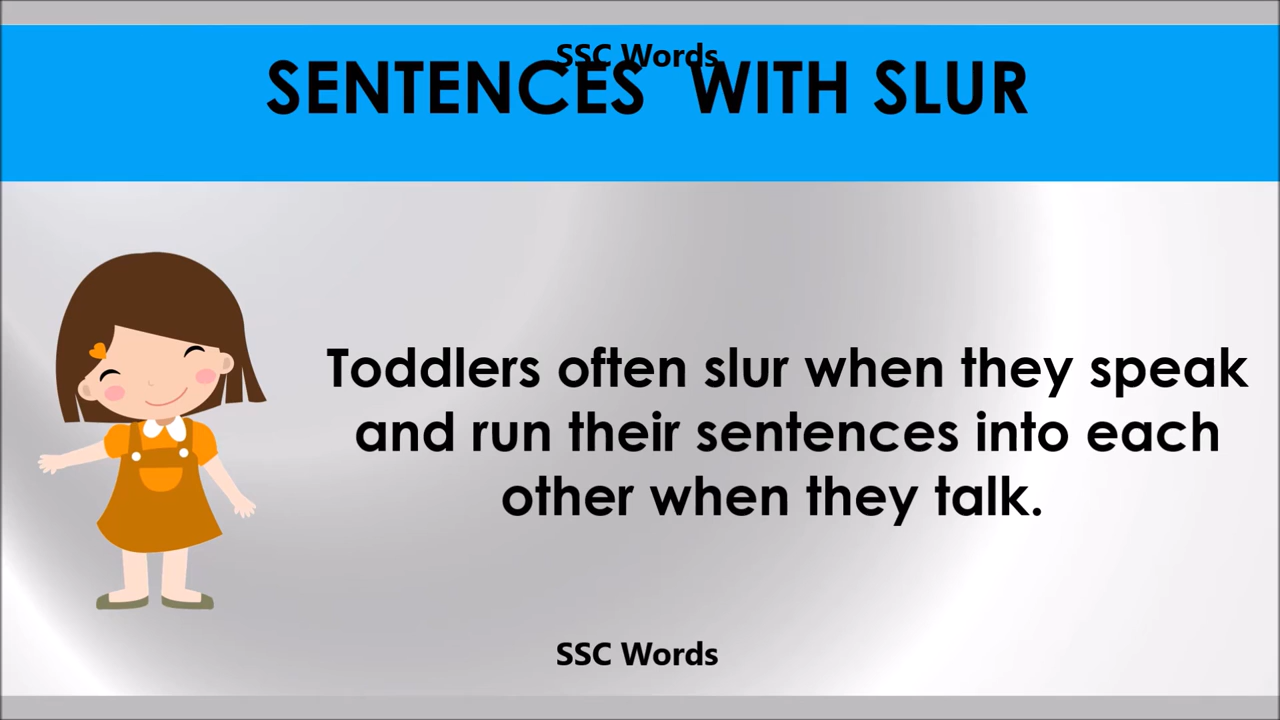 SSC Words
SENTENCES WITH SLUR
Toddlers often slur when they speak
and run their sentences into each
other when they talk.
SSC Words